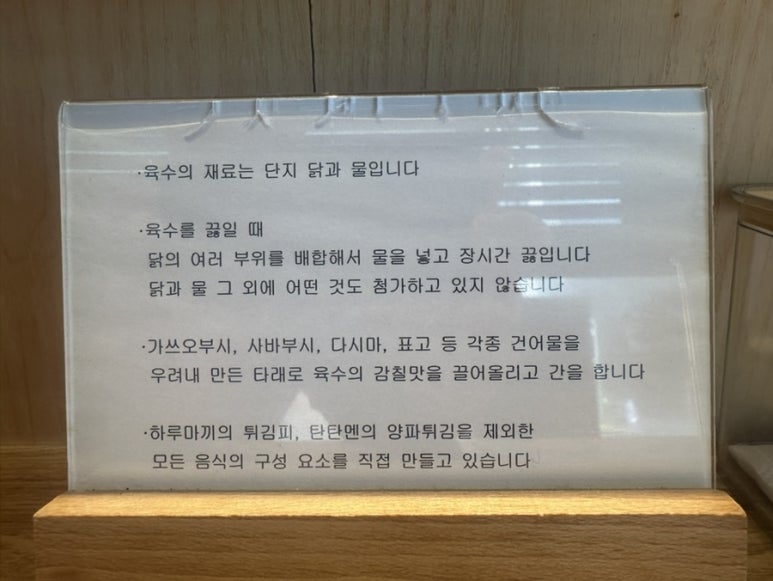 ·육수의 재료는 단지 닭과 물입니다
·육수를 끓일 때
닭의 여러 부위를 배합해서 물을 넣고 장시간 끓입니다
닭과 물 그 외에 어떤 것도 첨가하고 있지 않습니다
·가쓰오부시, 사바부시, 다시마, 표고 등 각종 건어물을
우려내 만든 타래로 육수의 감칠맛을 끌어올리고 간을 합니다
·하루마끼의 튀김피, 탄탄멘의 양파튀김을 제외한
모든 음식의 구성 요소를 직접 만들고 있습니다